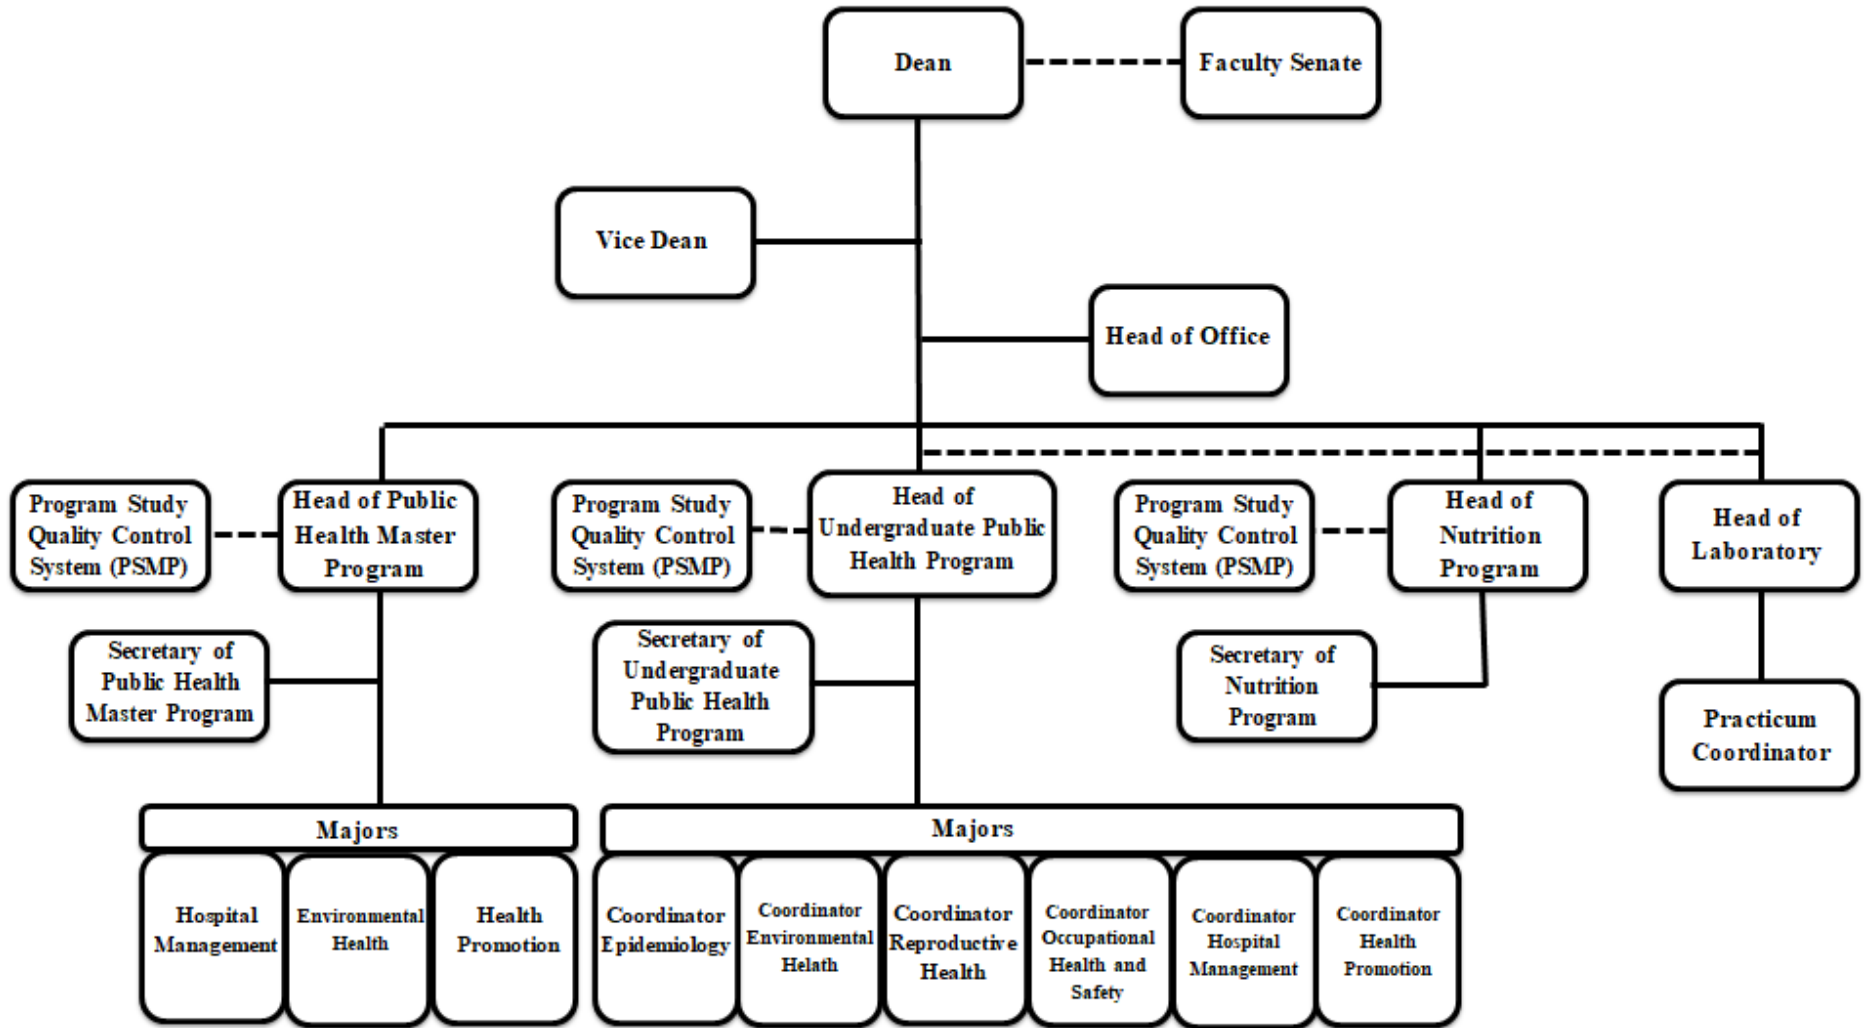 Dean
Faculty Senate
Vice Dean
Head of Office
Program Study
Quality Control
System (PSMP)
Head of Public
Health Master
Program
Program Study
Quality Control
System (PSMP)
Head of
Undergraduate Public
Health Program
Program Study
Quality Control
System (PSMP)
Head of
Nutrition
Program
Head of
Laboratory
Secretary of
Public Health
Master Program
Secretary of
Undergraduate
Public Health
Program
Secretary of
Nutrition
Program
Practicum
Coordinator
Majors
Hospital
Management
Environmental
Health
Health
Promotion
Majors
Coordinator
Epidemiology
Coordinator
Environmental
Helath
Coordinator
Reproductive
Health
Coordinator
Occupational
Health and
Safety
Coordinator
Hospital
Management
Coordinator
Health
Promotion